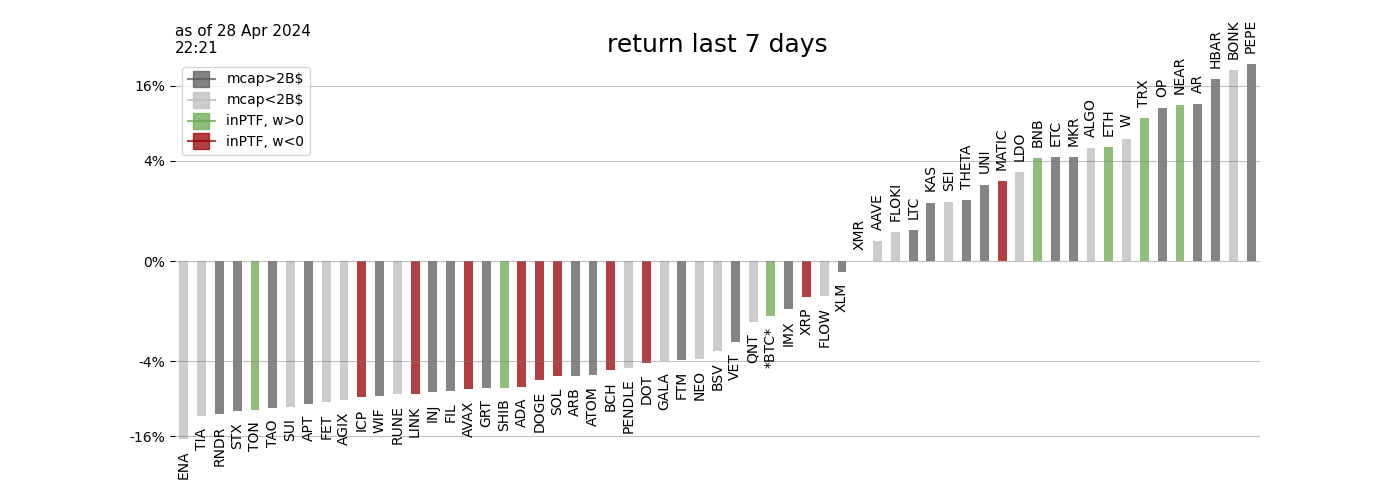 as of 28 Apr 2024
22:21
return last 7 days
mcap>2B$
mcap<2B$
inPTF, w>0
inPTF, w<0
16%
4%
0%
-4%
-16%
ENA
TIA
RNDR
STX
TON
TAO
SUI
APT
FET
AGIX
ICP
WIF
RUNE
LINK
INJ
FIL
AVAX
GRT
SHIB
ADA
DOGE
SOL
ARB
ATOM
BCH
PENDLE
DOT
GALA
FTM
NEO
BSV
VET
QNT
*BTC*
IMX
XRP
FLOW
XLM
XMR
AAVE
FLOKI
LTC
KAS
SEI
THETA
UNI
MATIC
LDO
BNB
ETC
MKR
ALGO
ETH
W
TRX
OP
NEAR
AR
HBAR
BONK
PEPE